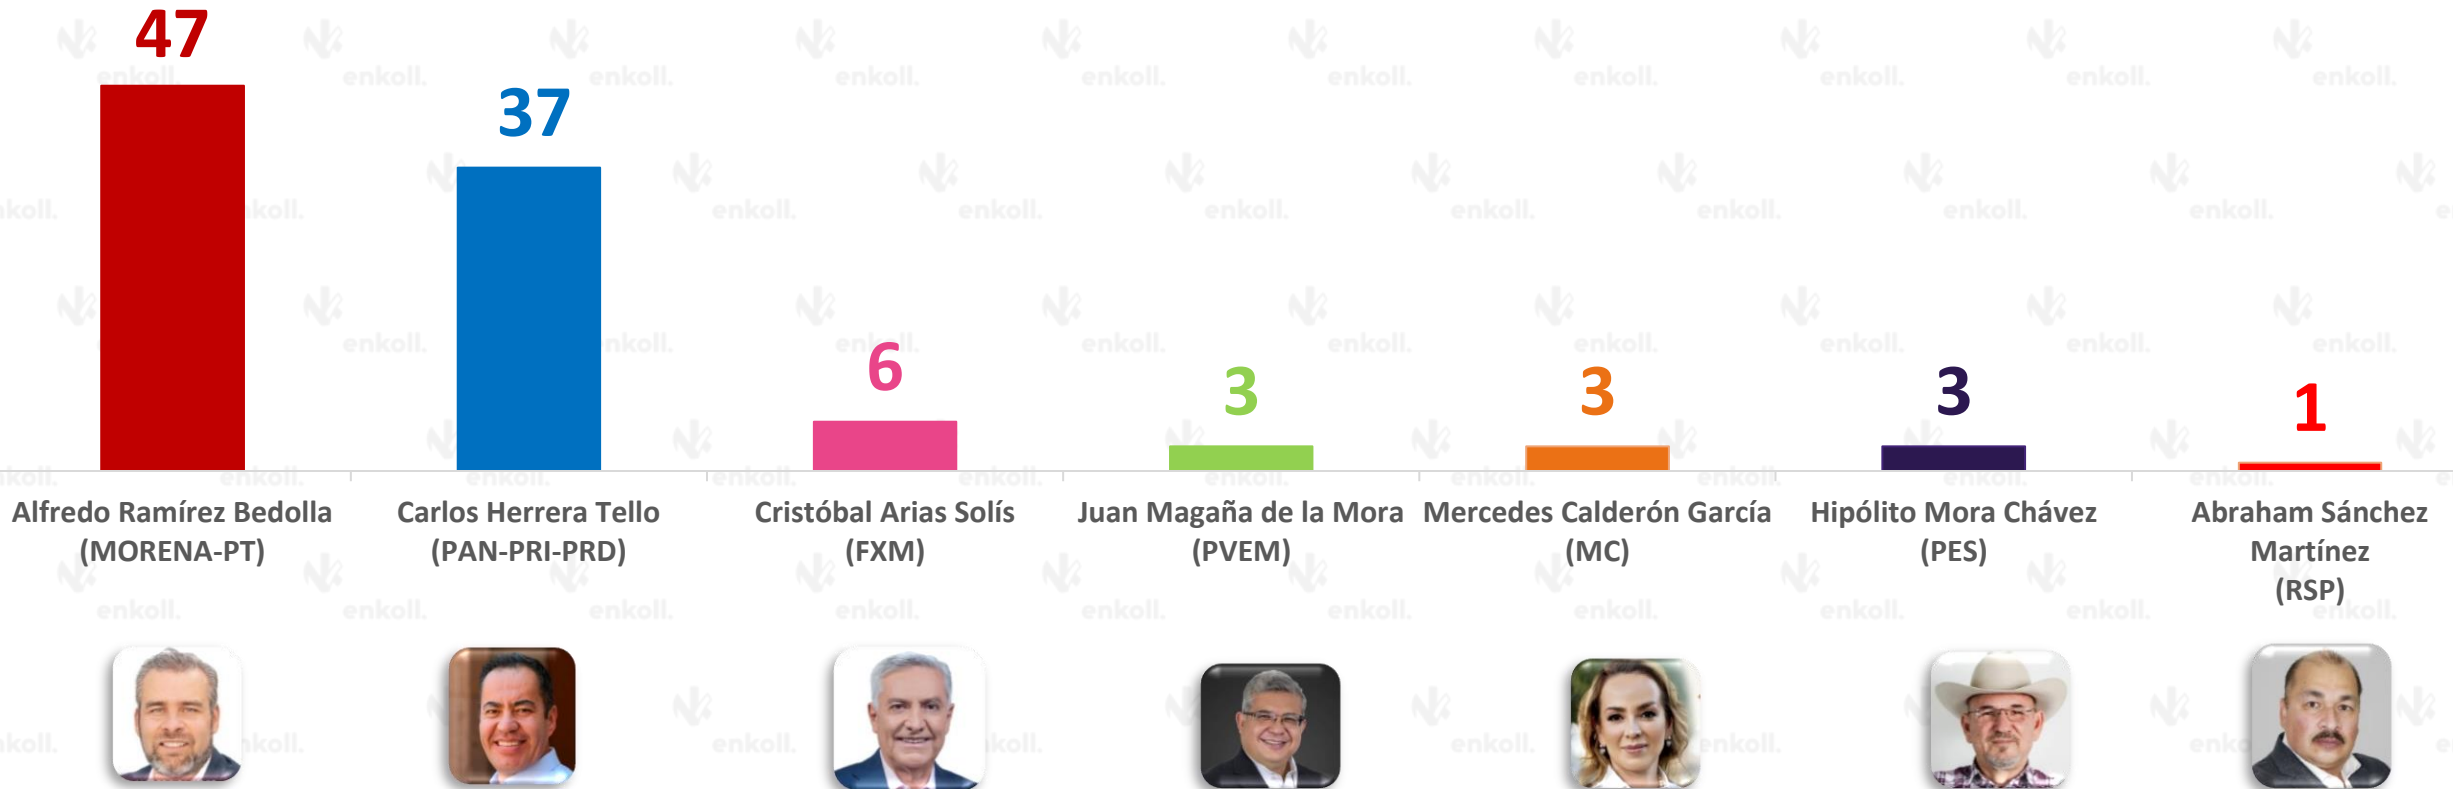 47
37
6
3
3
3
1
Alfredo Ramírez Bedolla
(MORENA-PT)
Carlos Herrera Tello
(PAN-PRI-PRD)
Cristóbal Arias Solís
(FXM)
Juan Magaña de la Mora
(PVEM)
Mercedes Calderón García
(MC)
Hipólito Mora Chávez
(PES)
Abraham Sánchez
Martínez
(RSP)
enkoll.